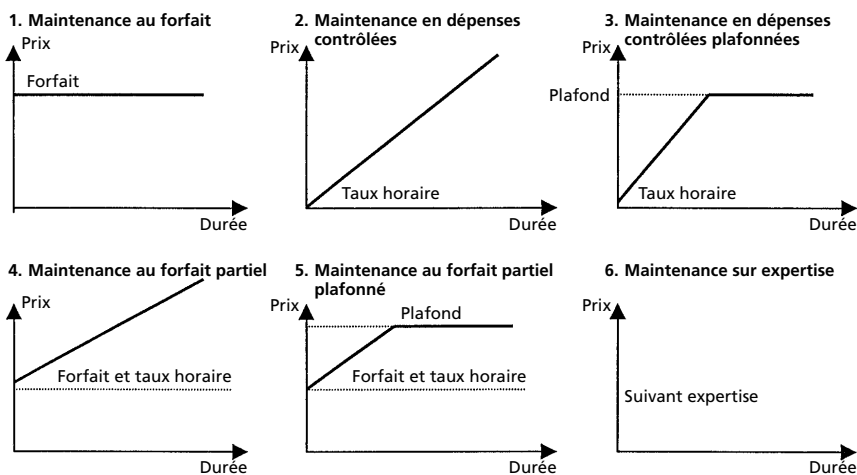 1. Maintenance au forfait
Prix
Forfait
Durée
2. Maintenance en dépenses
contrôlées
Prix
Taux horaire
Durée
3. Maintenance en dépenses
contrôlées plafonnées
Prix
Plafond
Taux horaire
Durée
4. Maintenance au forfait partiel
Prix
Forfait et taux horaire
Durée
5. Maintenance au forfait partiel
plafonné
Prix
Plafond
Forfait et taux horaire
Durée
6. Maintenance sur expertise
Prix
Suivant expertise
Durée